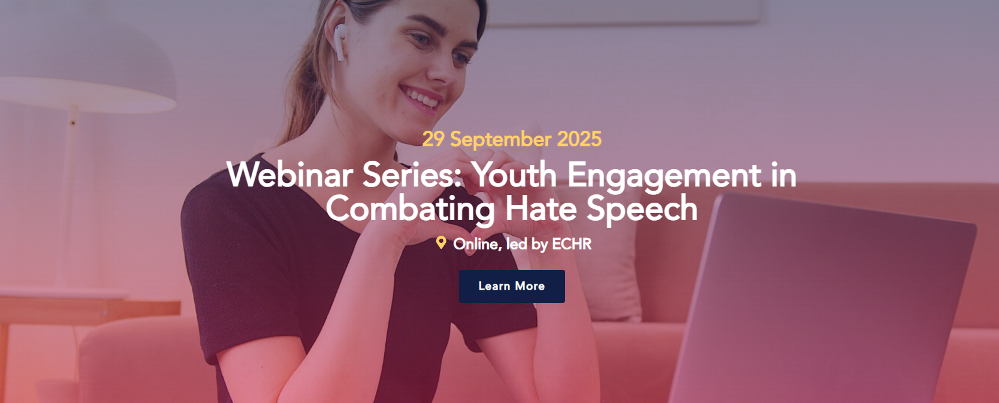 29 September 2025
Webinar Series: Youth Engagement in
Combating Hate Speech
Online, led by ECHR
Learn More